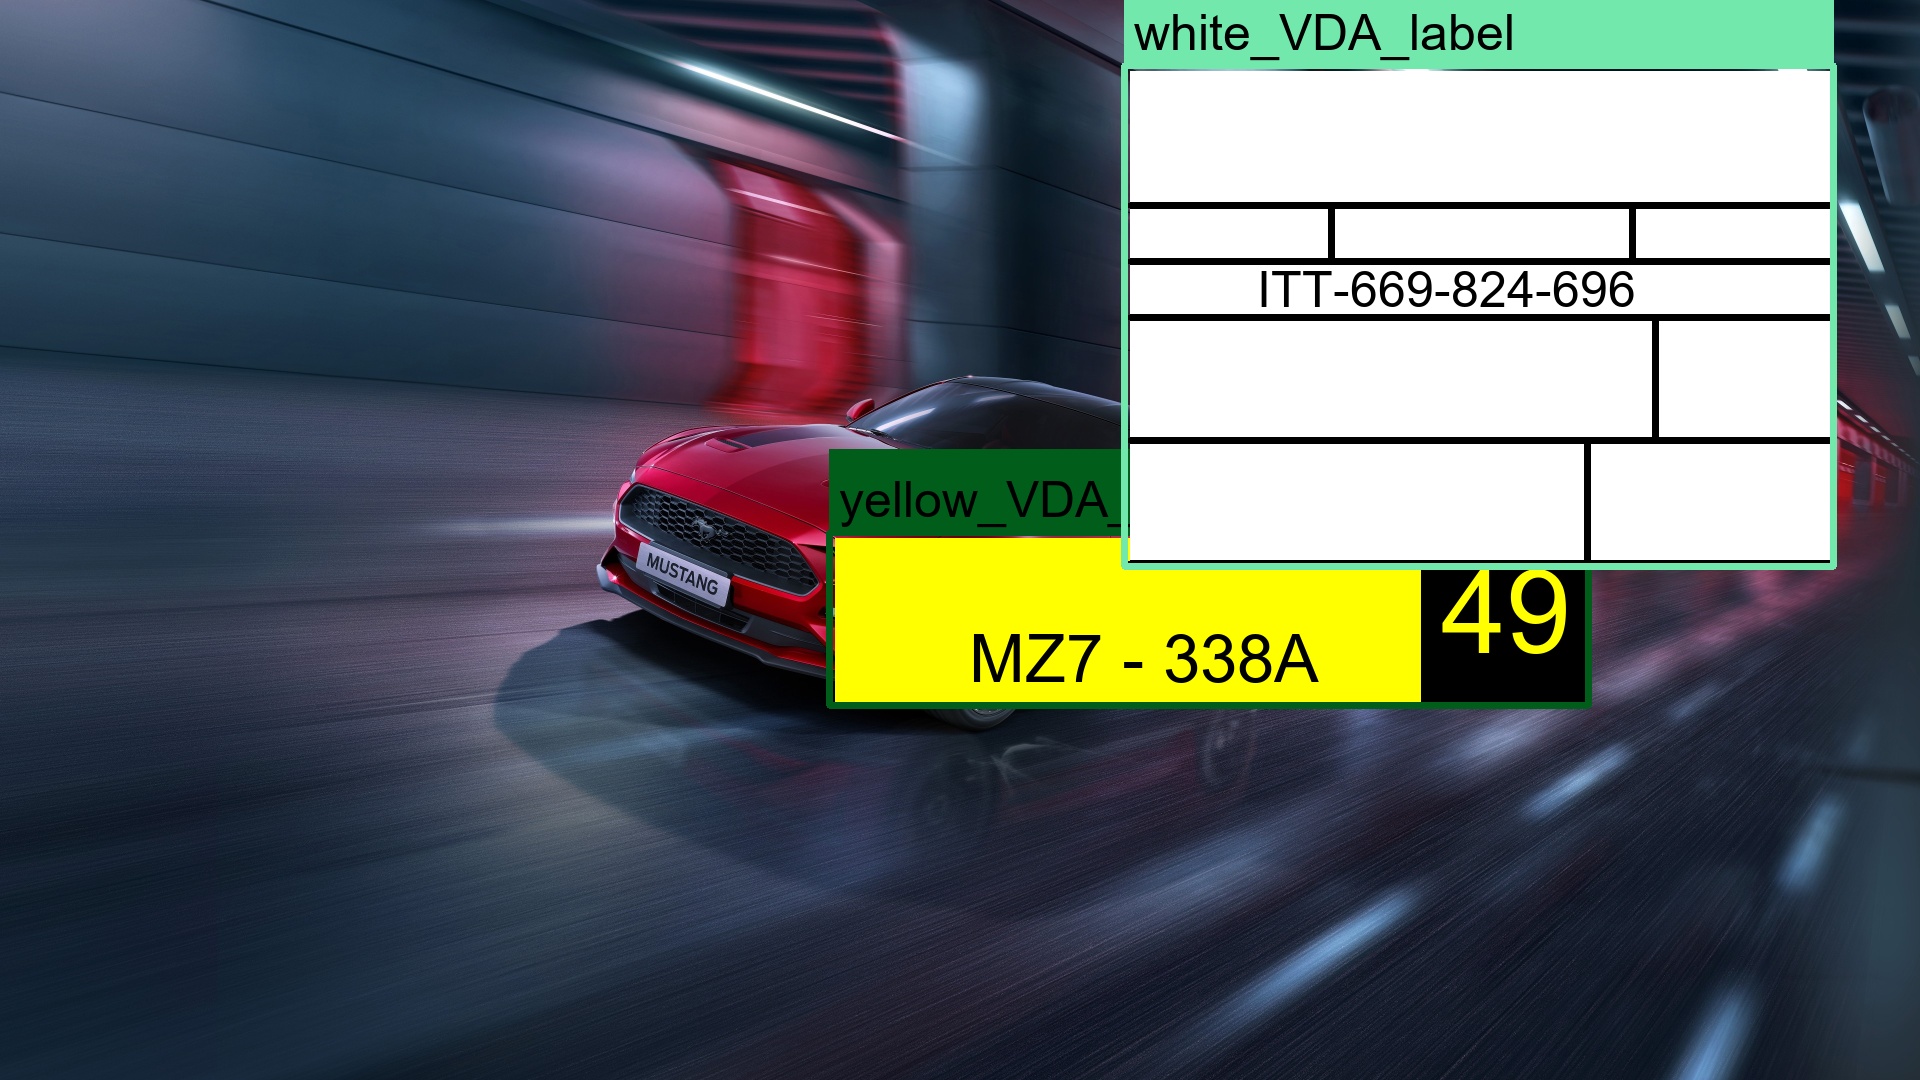 white_VDA_label
ITT-669-824-696
yellow_VDA_
MUSTANG
49
MZ7 - 338A